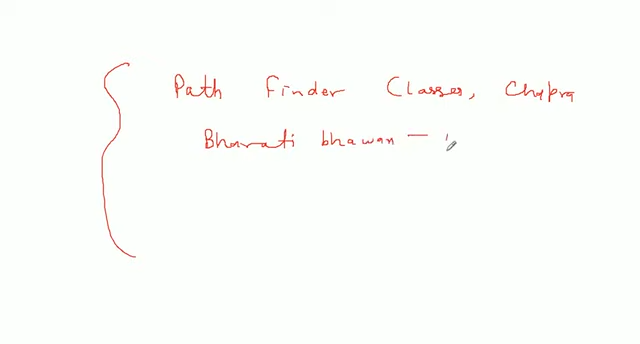 Path Finder Classes, Chapra
Bharati bhawan —